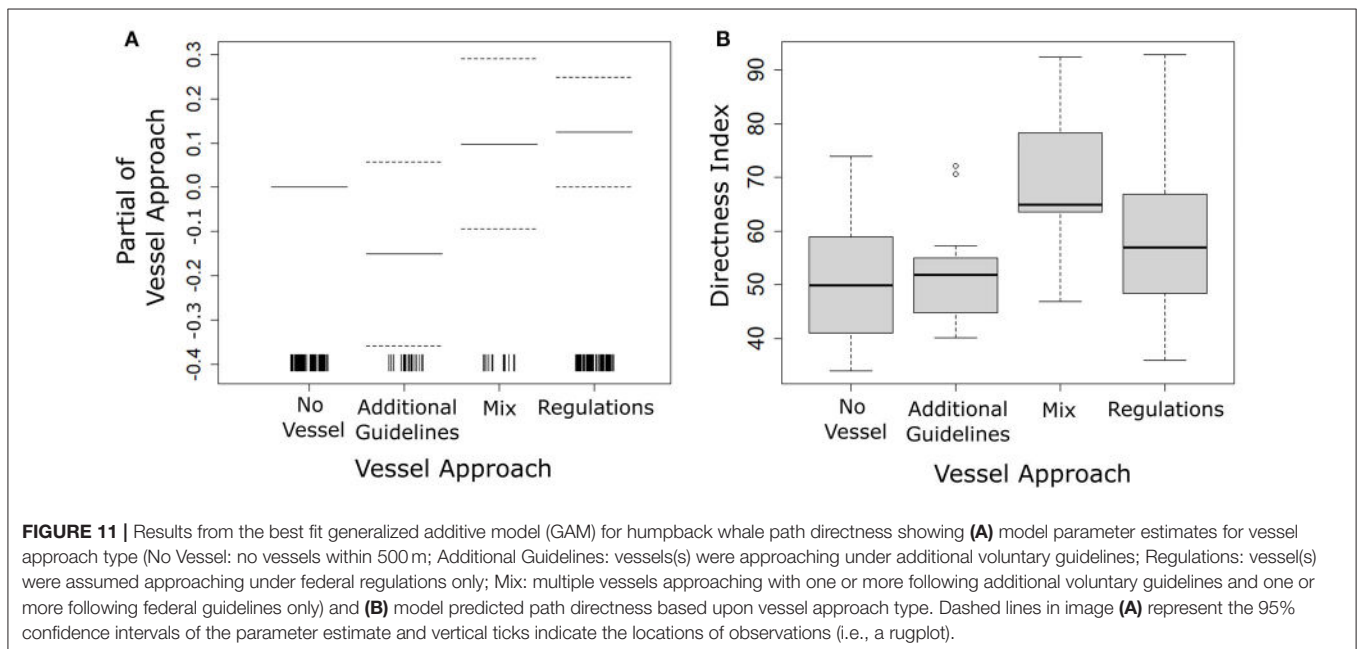 A
B
0.3
0.2
0.1
0.0
-0.1
-0.2
-0.3
-0.4
Partial of
Vessel Approach
No
Vessel
Additional
Guidelines
Mix
Regulations
Vessel Approach
90
80
70
60
50
40
Directness Index
No
Vessel
Additional
Guidelines
Mix
Regulations
Vessel Approach
FIGURE 11 | Results from the best fit generalized additive model (GAM) for humpback whale path directness showing (A) model parameter estimates for vessel
approach type (No Vessel: no vessels within 500 m; Additional Guidelines: vessels(s) were approaching under additional voluntary guidelines; Regulations: vessel(s)
were assumed approaching under federal regulations only; Mix: multiple vessels approaching with one or more following additional voluntary guidelines and one or
more following federal guidelines only) and (B) model predicted path directness based upon vessel approach type. Dashed lines in image (A) represent the 95%
confidence intervals of the parameter estimate and vertical ticks indicate the locations of observations (i.e., a rugplot).